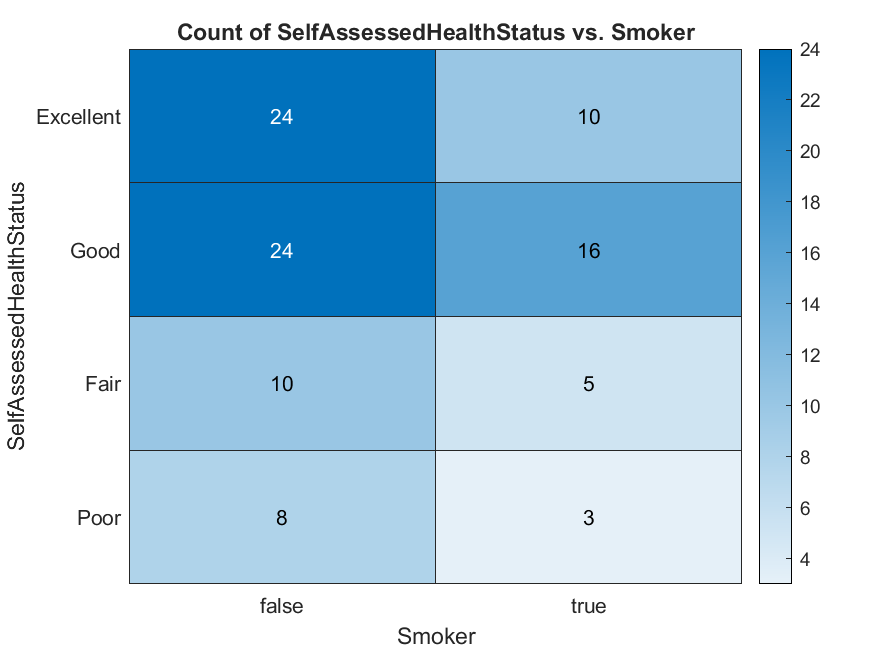 Count of SelfAssessedHealthStatus vs. Smoker
SelfAssessedHealthStatus
Excellent 24 10
Good 24 16
Fair 10 5
Poor 8 3
false true
Smoker
24
22
20
18
16
14
12
10
8
6
4